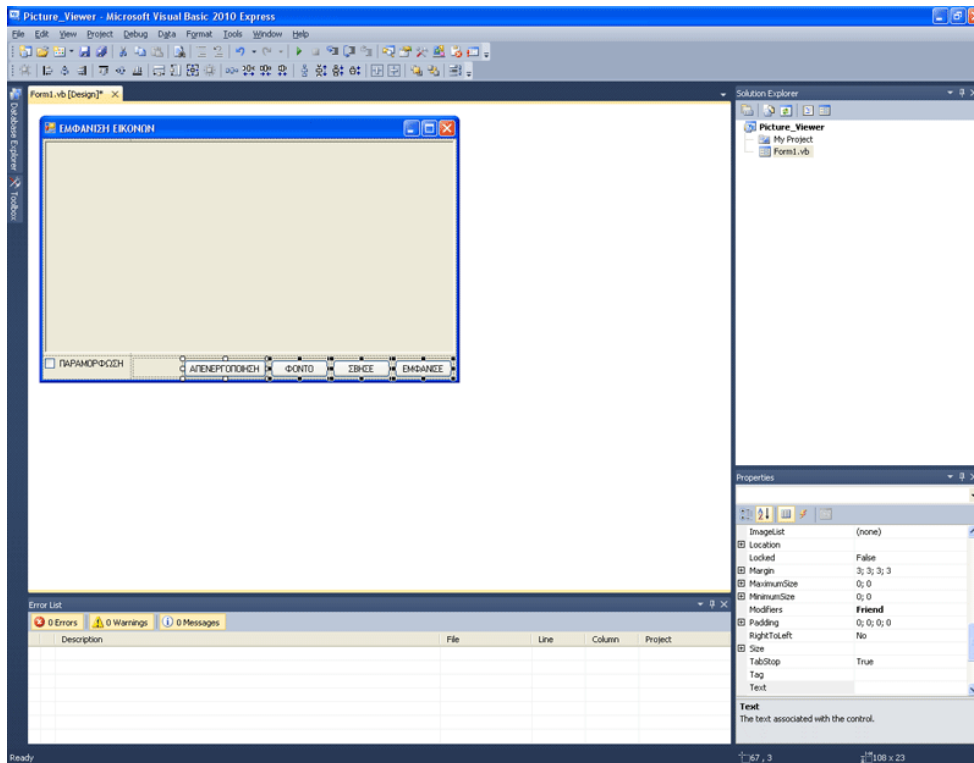 Picture_Viewer - Microsoft Visual Basic 2010 Express
File Edit View Project Debug Data Format Tools Window Help
Form1.vb [Design]* X
Database Explorer
Toolbox
ΕΜΦΑΝΙΣΗ ΕΙΚΟΝΩΝ
ΠΑΡΑΜΟΡΦΩΣΗ
ΑΠΕΝΕΡΓΟΠΟΙΗΣΗ ΦΟΝΤΟ ΣΒΗΣΕ ΕΜΦΑΝΙΣΕ
Solution Explorer
Picture_Viewer
My Project
Form1.vb
Properties
ImageList (none)
Location
Locked False
Margin 3; 3; 3; 3
MaximumSize 0; 0
MinimumSize 0; 0
Modifiers Friend
Padding 0; 0; 0; 0
RightToLeft No
Size
TabStop True
Tag
Text
Text
The text associated with the control.
Error List
0 Errors 0 Warnings 0 Messages
Description File Line Column Project
Ready 67 , 3 108 x 23